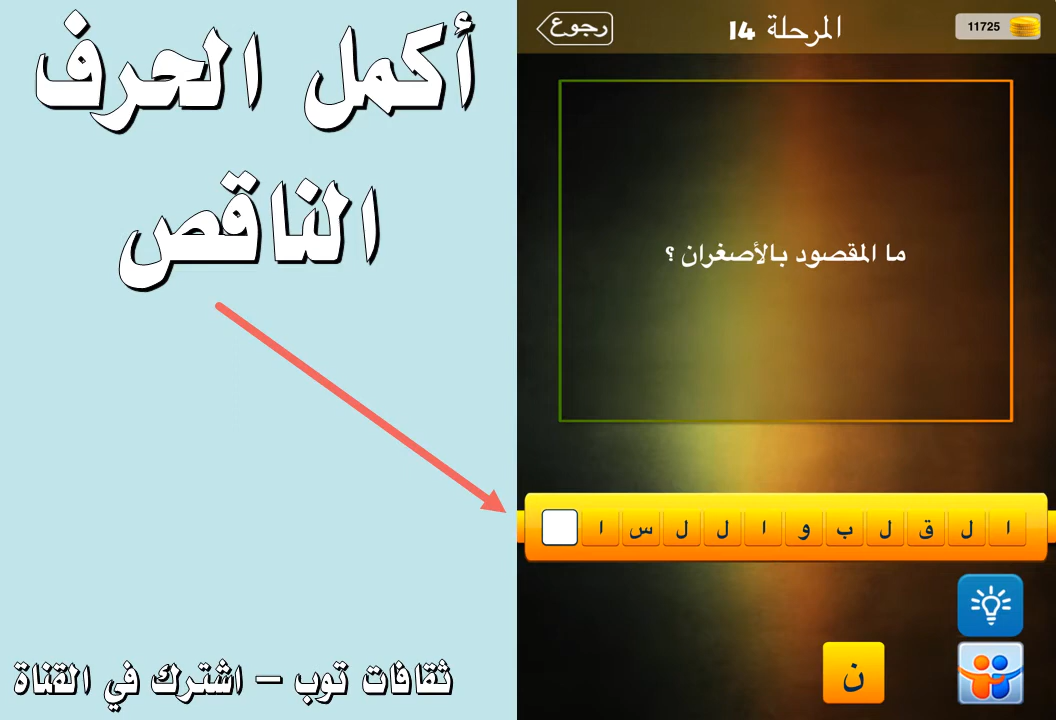 أكمل الحرف
الناقص
ثقافات توب – اشترك في القناة
رجوع
المرحلة 14
11725
ما المقصود بالأصغران ؟
ا ل ق ل ب و ا ل ل س ا
ن